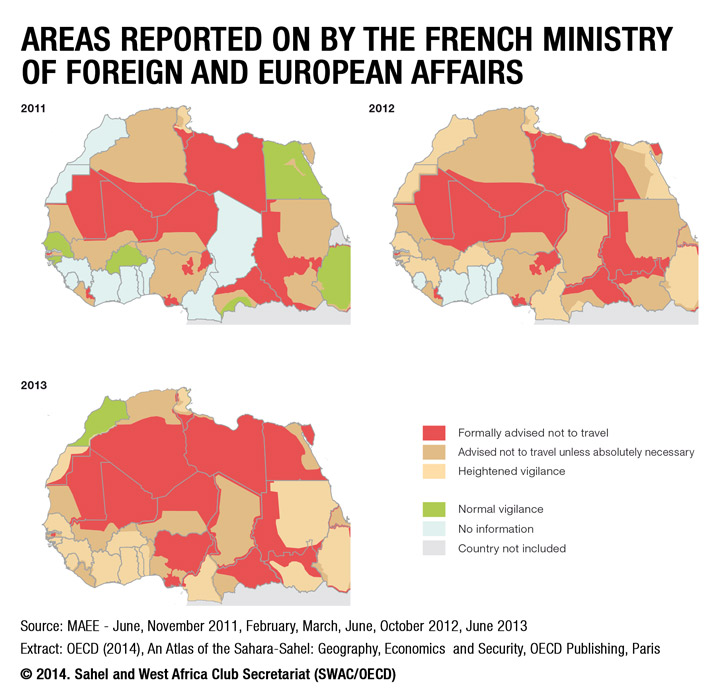 AREAS REPORTED ON BY THE FRENCH MINISTRY
OF FOREIGN AND EUROPEAN AFFAIRS
2011
2012
2013
Formally advised not to travel
Advised not to travel unless absolutely necessary
Heightened vigilance
Normal vigilance
No information
Country not included
Source: MAEE - June, November 2011, February, March, June, October 2012, June 2013
Extract: OECD (2014), An Atlas of the Sahara-Sahel: Geography, Economics and Security, OECD Publishing, Paris
© 2014. Sahel and West Africa Club Secretariat (SWAC/OECD)